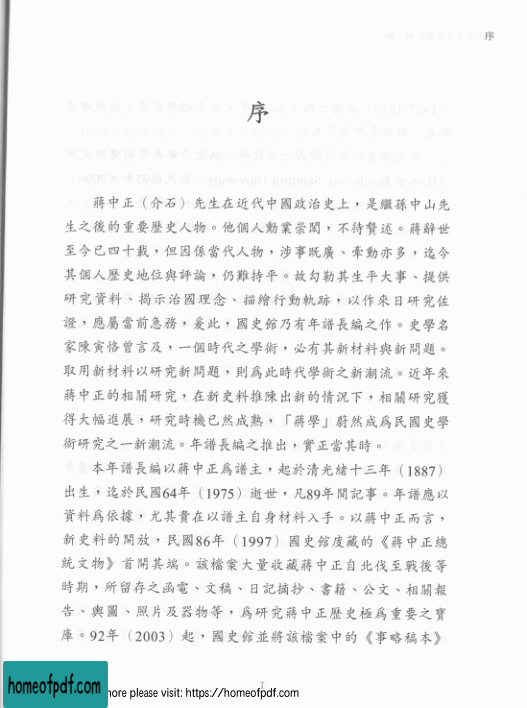 序
序
蔣中正（介石）先生在近代中國政治史上，是繼孫中山先
生之後的重要歷史人物。他個人勳業崇閎，不待贅述。蔣辭世
至今已四十載，但因係當代人物，涉事既廣、牽動亦多，迄今
其個人歷史地位與評論，仍難持平。故勾勒其生平大事、提供
研究資料、揭示治國理念、描繪行動軌跡，以作來日研究佐
證，應屬當前急務，爰此，國史館乃有年譜長編之作。史學名
家陳寅恪曾言及，一個時代之學術，必有其新材料與新問題。
取用新材料以研究新問題，則為此時代學術之新潮流。近年來
蔣中正的相關研究，在新史料推陳出新的情況下，相關研究獲
得大幅進展，研究時機已然成熟，「蔣學」蔚然成為民國史學
術研究之一新潮流。年譜長編之推出，實正當其時。
本年譜長編以蔣中正為譜主，起於清光緒十三年（1887）
出生，迄於民國64年（1975）逝世，凡89年間記事。年譜應以
資料為依據，尤其貴在以譜主自身材料入手。以蔣中正而言，
新史料的開放，民國86年（1997）國史館庋藏的《蔣中正總
統文物》首開其端。該檔案大量收藏蔣中正自北伐至戰後等
時期，所留存之函電、文稿、日記摘抄、書籍、公文、相關報
告、輿圖、照片及器物等，為研究蔣中正歷史極為重要之寶
庫。92年（2003）起，國史館並將該檔案中的《事略稿本》
I
homeofpdf.com
more please visit: https://homeofpdf.com